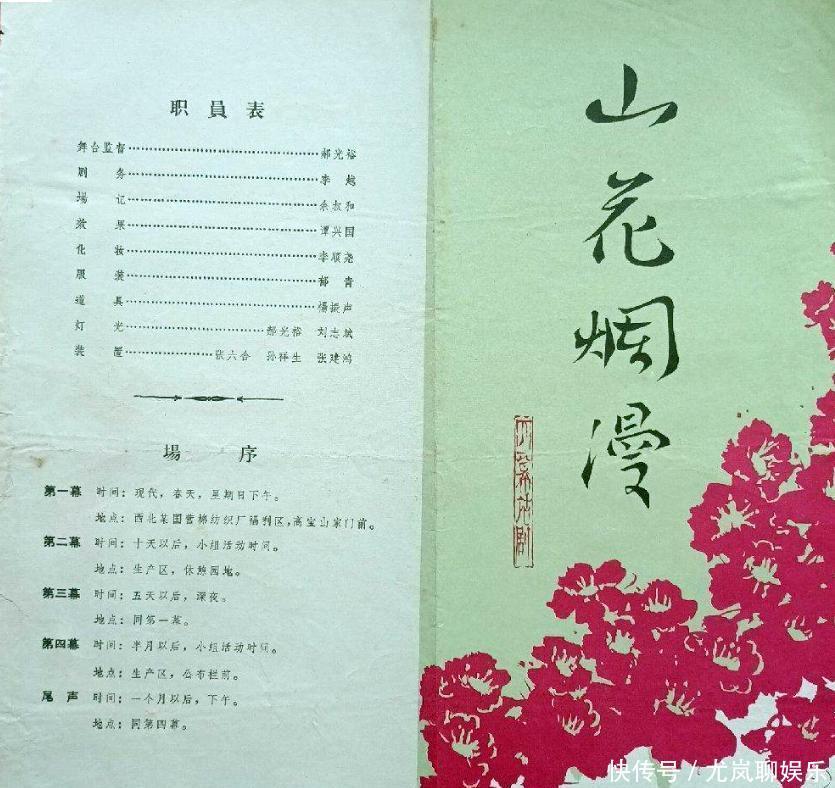 职員表
舞台监督……郝光裕
剧务……李越
場记……余叔和
效果……谭兴国
化妆……李顺尧
服装……郁青
道具……楊振声
灯光……郝光裕 刘志斌
装置……张六合 孙祥生 张建鸿
場序
第一幕 时间：现代，春天，星期日下午。
地点：西北某国营棉纺织厂福利区，高宝山家门前。
第二幕 时间：十天以后，小组活动时间。
地点：生产区，休憩园地。
第三幕 时间：五天以后，深夜。
地点：同第一幕。
第四幕 时间：半月以后，小组活动时间。
地点：生产区，公布栏前。
尾声 时间：一个月以后，下午。
地点：同第四幕。
山花烂漫
四幕话剧
快传号/尤岚聊娱乐